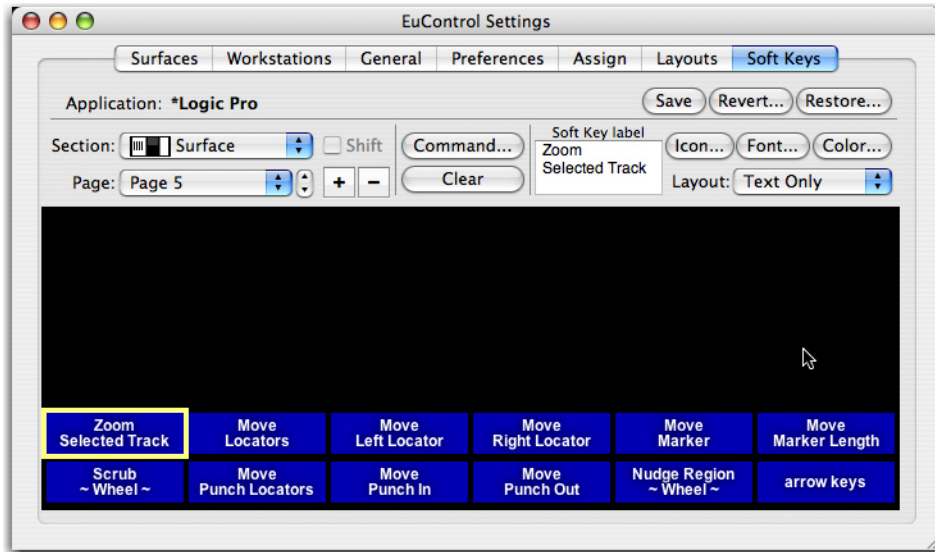 EuControl Settings
Surfaces Workstations General Preferences Assign Layouts Soft Keys
Application: *Logic Pro
Save Revert... Restore...
Section: Surface Shift Command... Soft Key label Icon... Font... Color...
Zoom
Selected Track
Page: Page 5 + - Clear Layout: Text Only
Zoom
Selected Track
Move
Locators
Move
Left Locator
Move
Right Locator
Move
Marker
Move
Marker Length
Scrub
~ Wheel ~
Move
Punch Locators
Move
Punch In
Move
Punch Out
Nudge Region
~ Wheel ~
arrow keys